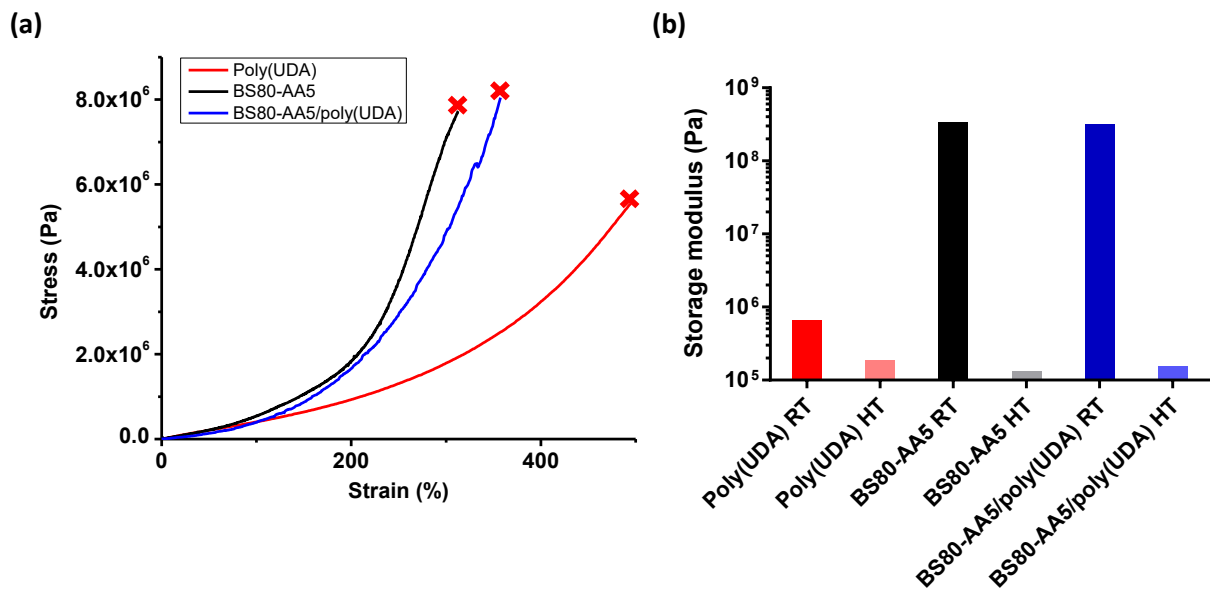 (a)
Poly(UDA)
BS80-AA5
BS80-AA5/poly(UDA)
8.0x10⁶
6.0x10⁶
4.0x10⁶
2.0x10⁶
0.0
0
200
400
Stress (Pa)
Strain (%)
(b)
10⁹
10⁸
10⁷
10⁶
10⁵
Storage modulus (Pa)
Poly(UDA) RT
Poly(UDA) HT
BS80-AA5 RT
BS80-AA5 HT
BS80-AA5/poly(UDA) RT
BS80-AA5/poly(UDA) HT